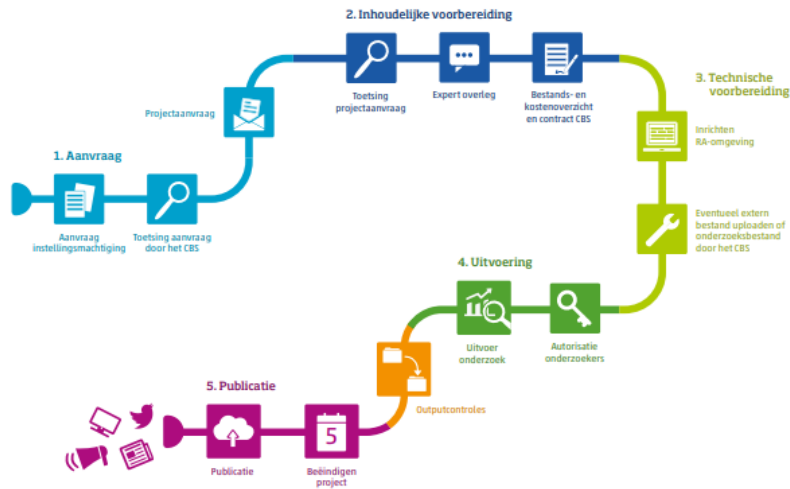 1. Aanvraag
Aanvraag
instellingsmachtiging
Toetsing aanvraag
door het CBS
Projectaanvraag
2. Inhoudelijke voorbereiding
Toetsing
projectaanvraag
Expert overleg
Bestands- en
kostenoverzicht
en contract CBS
3. Technische
voorbereiding
Inrichten
RA-omgeving
Eventueel extern
bestand uploaden of
onderzoeksbestand
door het CBS
4. Uitvoering
Autorisatie
onderzoekers
Uitvoer
onderzoek
Outputcontroles
5. Publicatie
5
Beëindigen
project
Publicatie